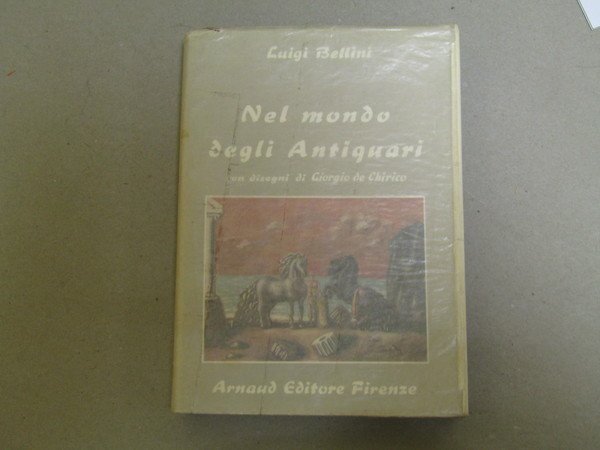 Luigi Bellini
Nel mondo
degli Antiquari
con disegni di Giorgio de Chirico
Arnaud Editore Firenze